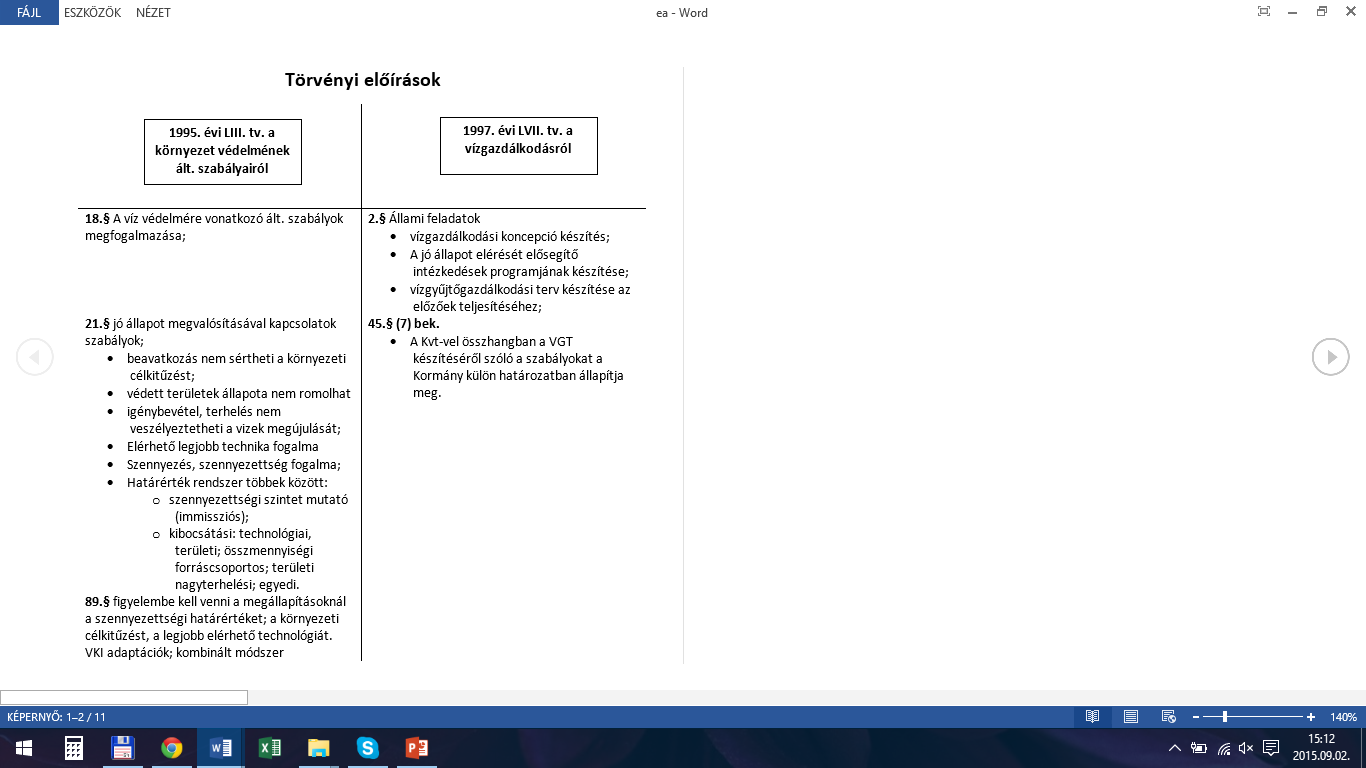 FÁJL ESZKÖZÖK NÉZET
ea - Word
Törvényi előírások
1995. évi LIII. tv. a
környezet védelmének
ált. szabályairól
1997. évi LVII. tv. a
vízgazdálkodásról
18.§ A víz védelmére vonatkozó ált. szabályok
megfogalmazása;
21.§ jó állapot megvalósításával kapcsolatok
szabályok;
• beavatkozás nem sértheti a környezeti
célkitűzést;
• védett területek állapota nem romolhat
• igénybevétel, terhelés nem
veszélyeztetheti a vizek megújulását;
• Elérhető legjobb technika fogalma
• Szennyezés, szennyezettség fogalma;
• Határérték rendszer többek között:
o szennyezettségi szintet mutató
(immissziós);
o kibocsátási: technológiai,
területi; összmennyiségi
forráscsoportos; területi
nagyterhelési; egyedi.
89.§ figyelembe kell venni a megállapításoknál
a szennyezettségi határértéket; a környezeti
célkitűzést, a legjobb elérhető technológiát.
VKI adaptációk; kombinált módszer
2.§ Állami feladatok
• vízgazdálkodási koncepció készítés;
• A jó állapot elérését elősegítő
intézkedések programjának készítése;
• vízgyűjtőgazdálkodási terv készítése az
előzőek teljesítéséhez;
45.§ (7) bek.
• A Kvt-vel összhangban a VGT
készítéséről szóló a szabályokat a
Kormány külön határozatban állapítja
meg.
KÉPERNYŐ: 1–2 / 11
140%
15:12
2015.09.02.